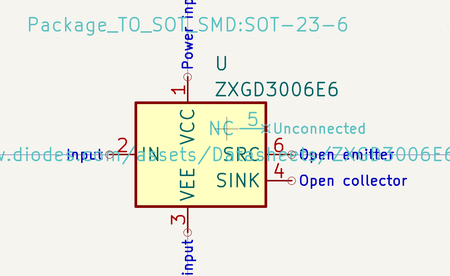 Package_TO_SOT_SMD:SOT-23-6
Power input
U
ZXGD3006E6
1
VCC
NC 5 Unconnected
Input 2 IN
SRC 6 Open emitter
w.diodes.com/assets/Datasheets/ZXGD3006E6
SINK 4 Open collector
VEE
3
input